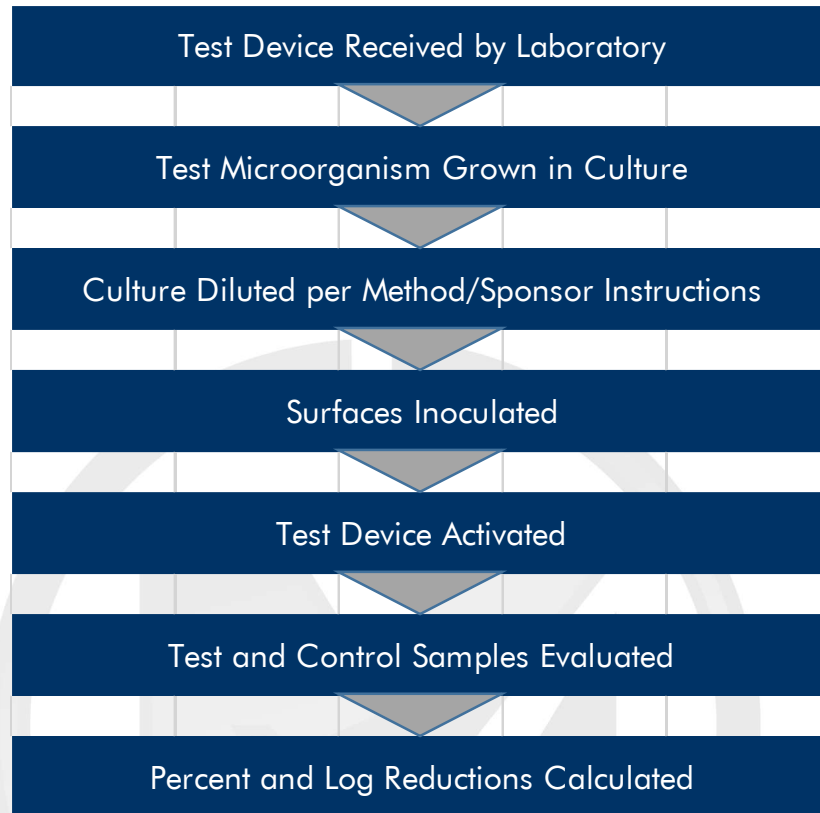 Test Device Received by Laboratory
Test Microorganism Grown in Culture
Culture Diluted per Method/Sponsor Instructions
Surfaces Inoculated
Test Device Activated
Test and Control Samples Evaluated
Percent and Log Reductions Calculated